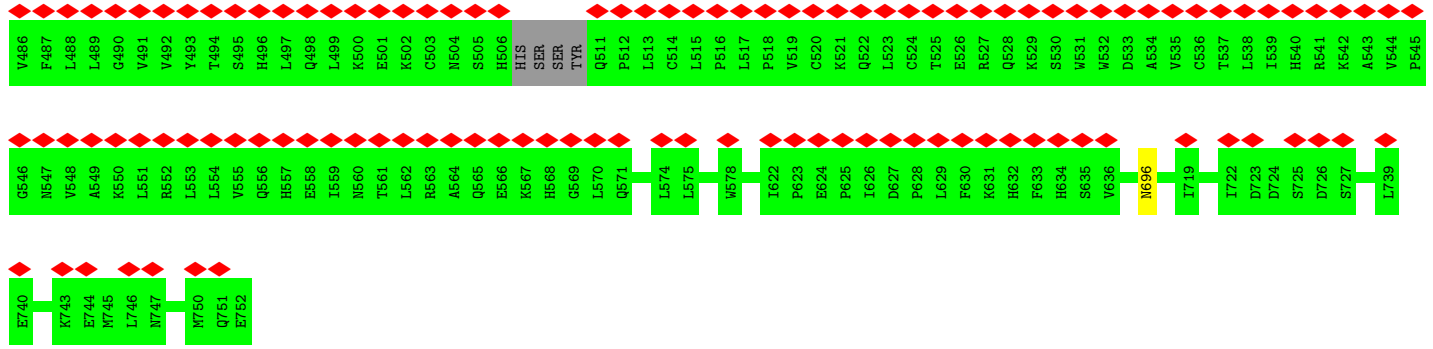 V486 F487 L488 L489 G490 V491 V492 Y493 T494 S495 H496 L497 Q498 L499 K500 E501 K502 C503 N504 S505 H506 HIS SER SER TYR Q511 P512 L513 C514 L515 P516 L517 P518 V519 C520 K521 Q522 L523 C524 T525 E526 R527 Q528 K529 S530 W531 W532 D533 A534 V535 C536 T537 L538 I539 H540 R541 K542 A543 V544 P545
G546 N547 V548 A549 K550 L551 R552 L553 L554 V555 Q556 H557 E558 I559 N560 T561 L562 R563 A564 Q565 E566 K567 H568 G569 L570 Q571 L574 L575 W578 I622 P623 E624 P625 I626 D627 P628 L629 F630 K631 H632 F633 H634 S635 V636 N696 I719 I722 D723 D724 S725 D726 S727 L739
E740 K743 E744 M745 L746 N747 M750 Q751 E752